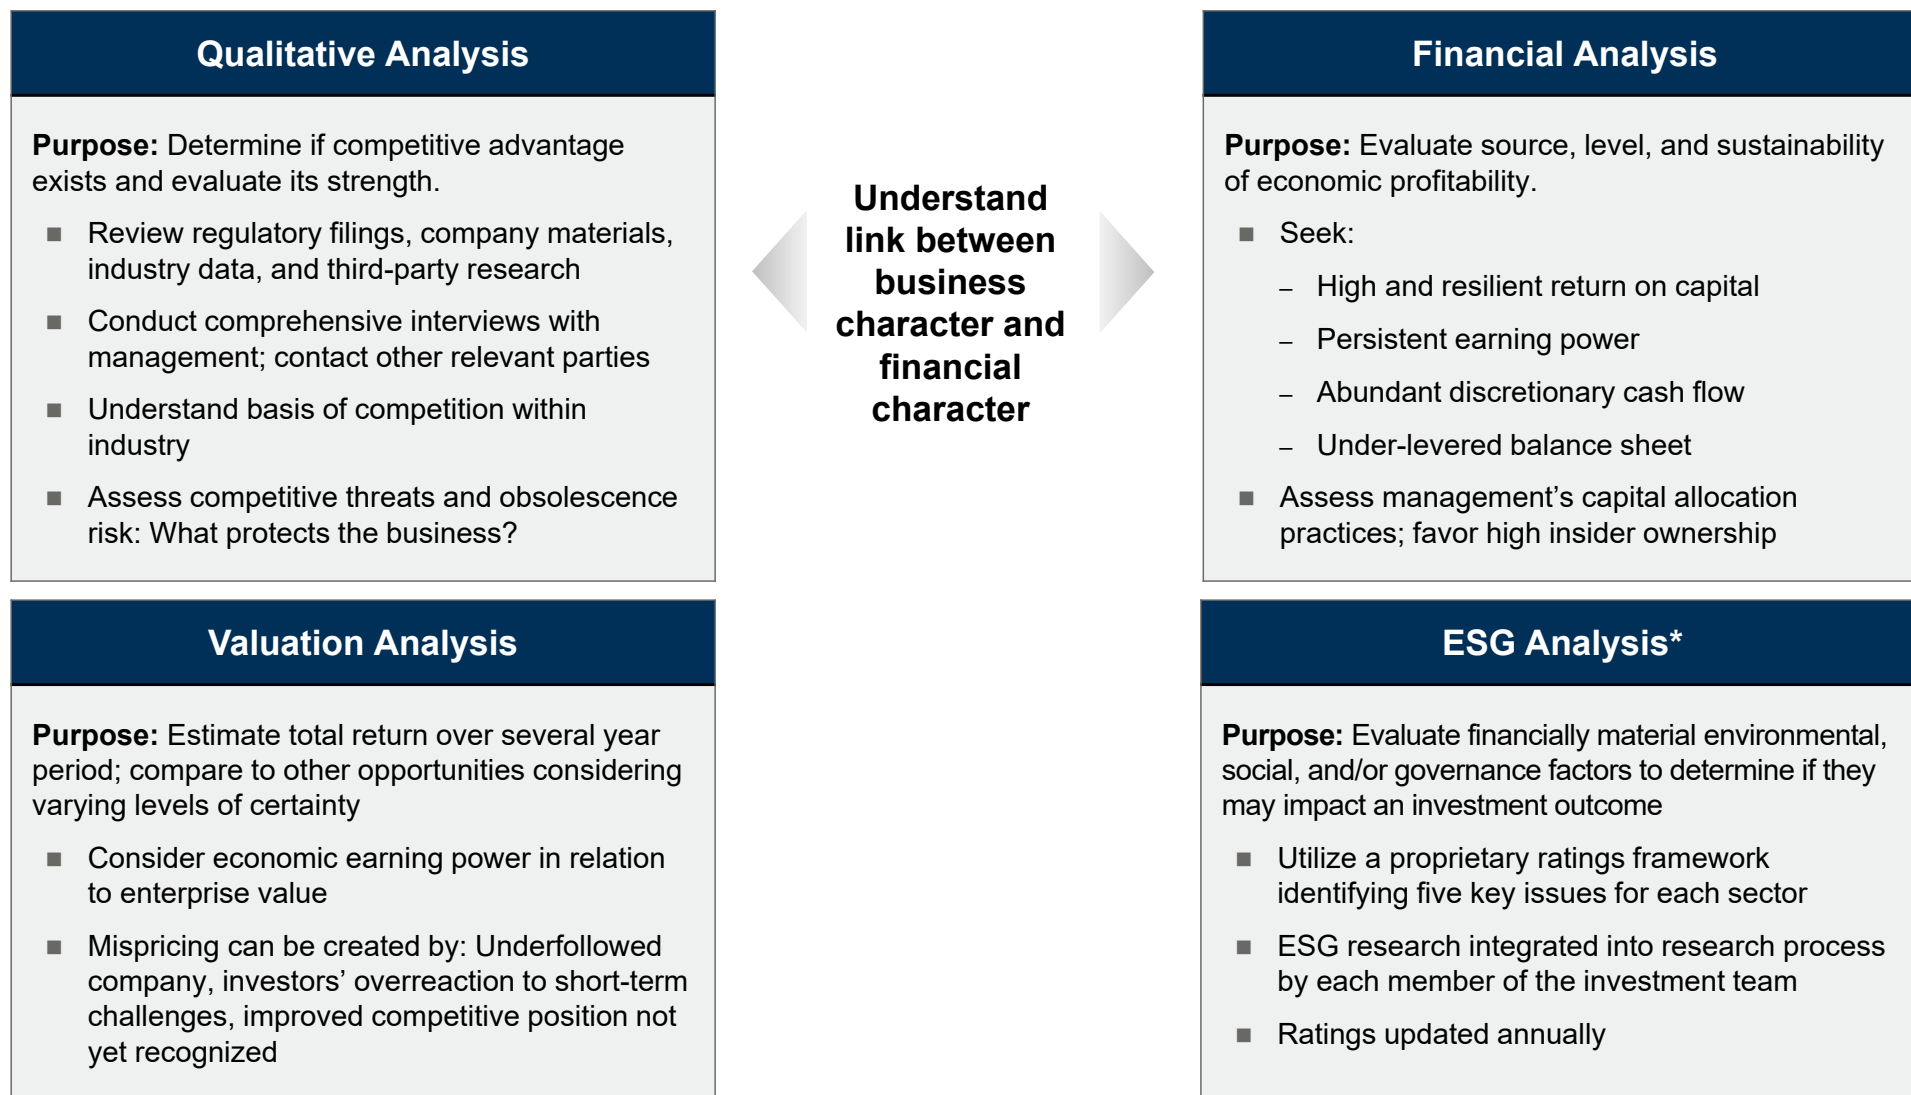 Qualitative Analysis
Purpose: Determine if competitive advantage
exists and evaluate its strength.
■ Review regulatory filings, company materials,
industry data, and third-party research
■ Conduct comprehensive interviews with
management; contact other relevant parties
■ Understand basis of competition within
industry
■ Assess competitive threats and obsolescence
risk: What protects the business?
Understand
link between
business
character and
financial
character
Financial Analysis
Purpose: Evaluate source, level, and sustainability
of economic profitability.
■ Seek:
– High and resilient return on capital
– Persistent earning power
– Abundant discretionary cash flow
– Under-levered balance sheet
■ Assess management’s capital allocation
practices; favor high insider ownership
Valuation Analysis
Purpose: Estimate total return over several year
period; compare to other opportunities considering
varying levels of certainty
■ Consider economic earning power in relation
to enterprise value
■ Mispricing can be created by: Underfollowed
company, investors’ overreaction to short-term
challenges, improved competitive position not
yet recognized
ESG Analysis*
Purpose: Evaluate financially material environmental,
social, and/or governance factors to determine if they
may impact an investment outcome
■ Utilize a proprietary ratings framework
identifying five key issues for each sector
■ ESG research integrated into research process
by each member of the investment team
■ Ratings updated annually